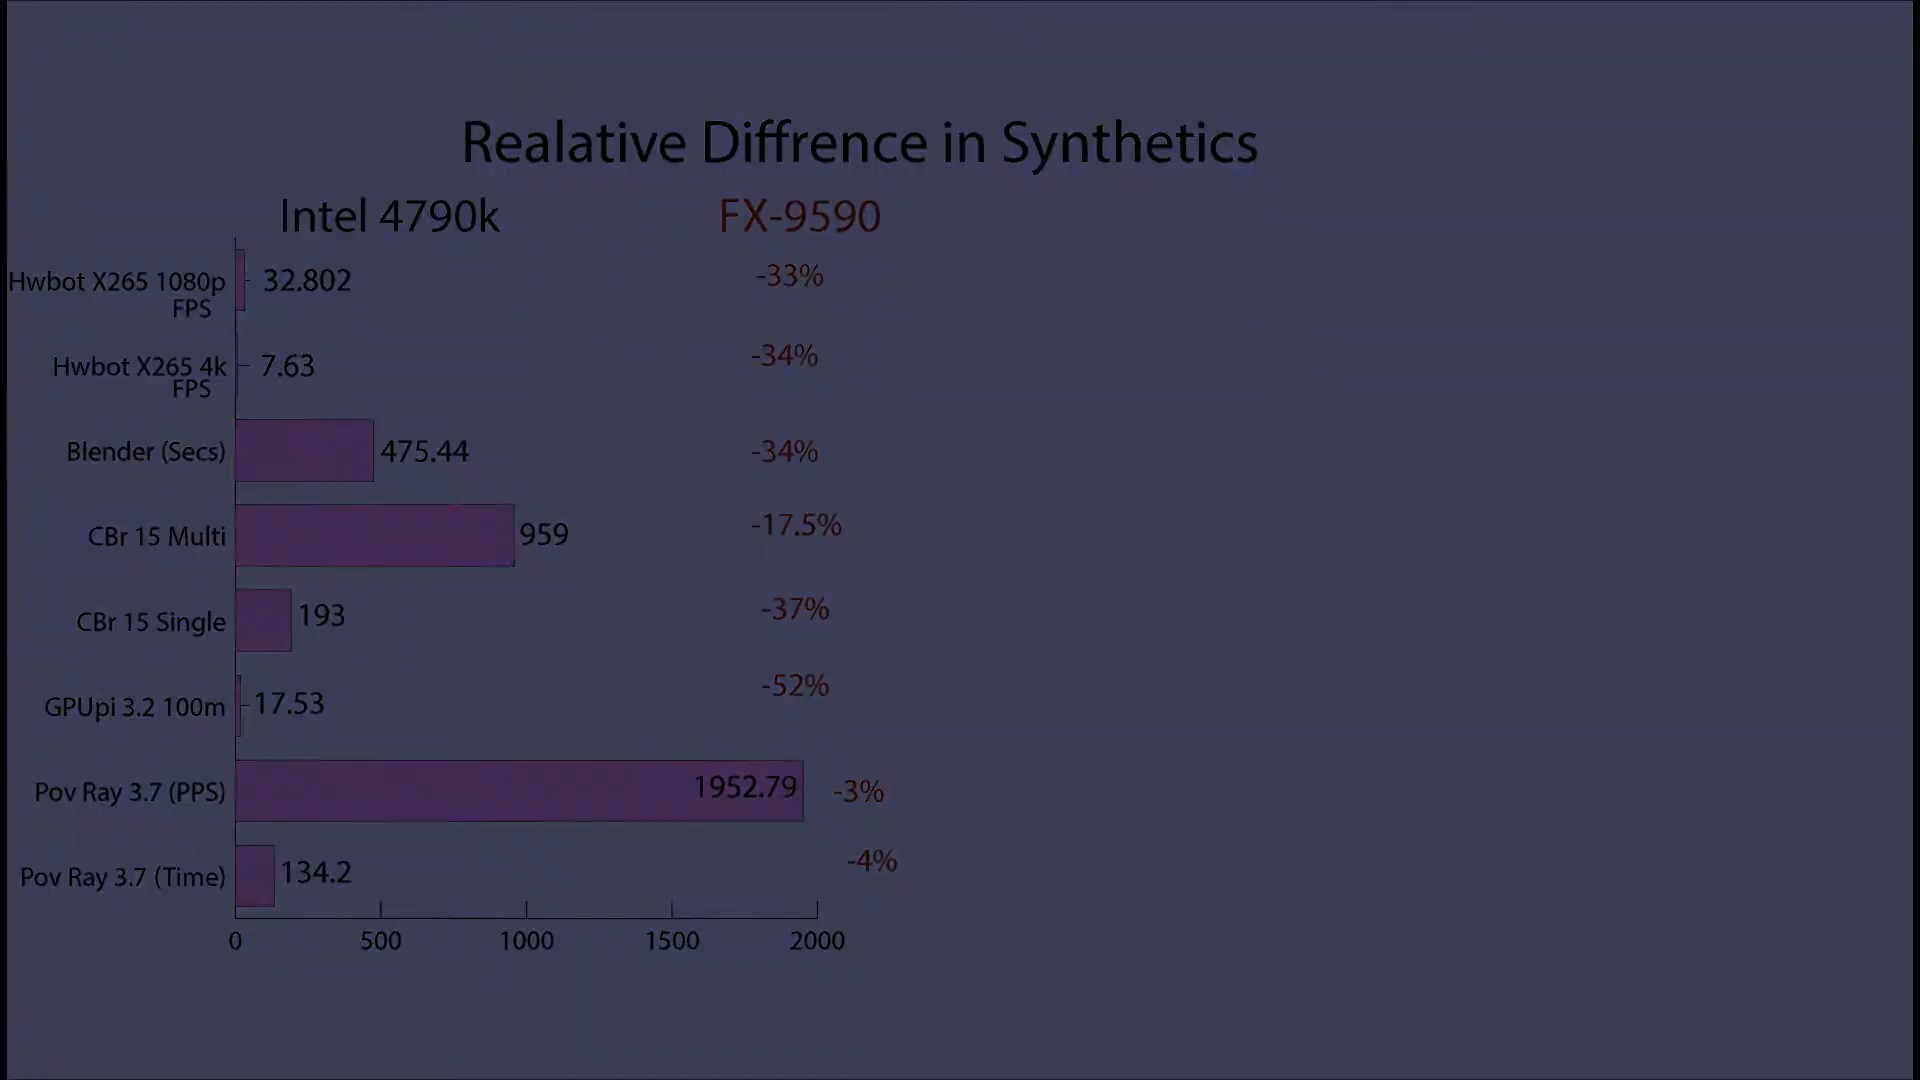 Realative Diffrence in Synthetics
Intel 4790k
FX-9590
Hwbot X265 1080p
FPS
32.802
-33%
Hwbot X265 4k
FPS
7.63
-34%
Blender (Secs)
475.44
-34%
CBr 15 Multi
959
-17.5%
CBr 15 Single
193
-37%
GPUpi 3.2 100m
17.53
-52%
Pov Ray 3.7 (PPS)
1952.79
-3%
Pov Ray 3.7 (Time)
134.2
-4%
0 500 1000 1500 2000